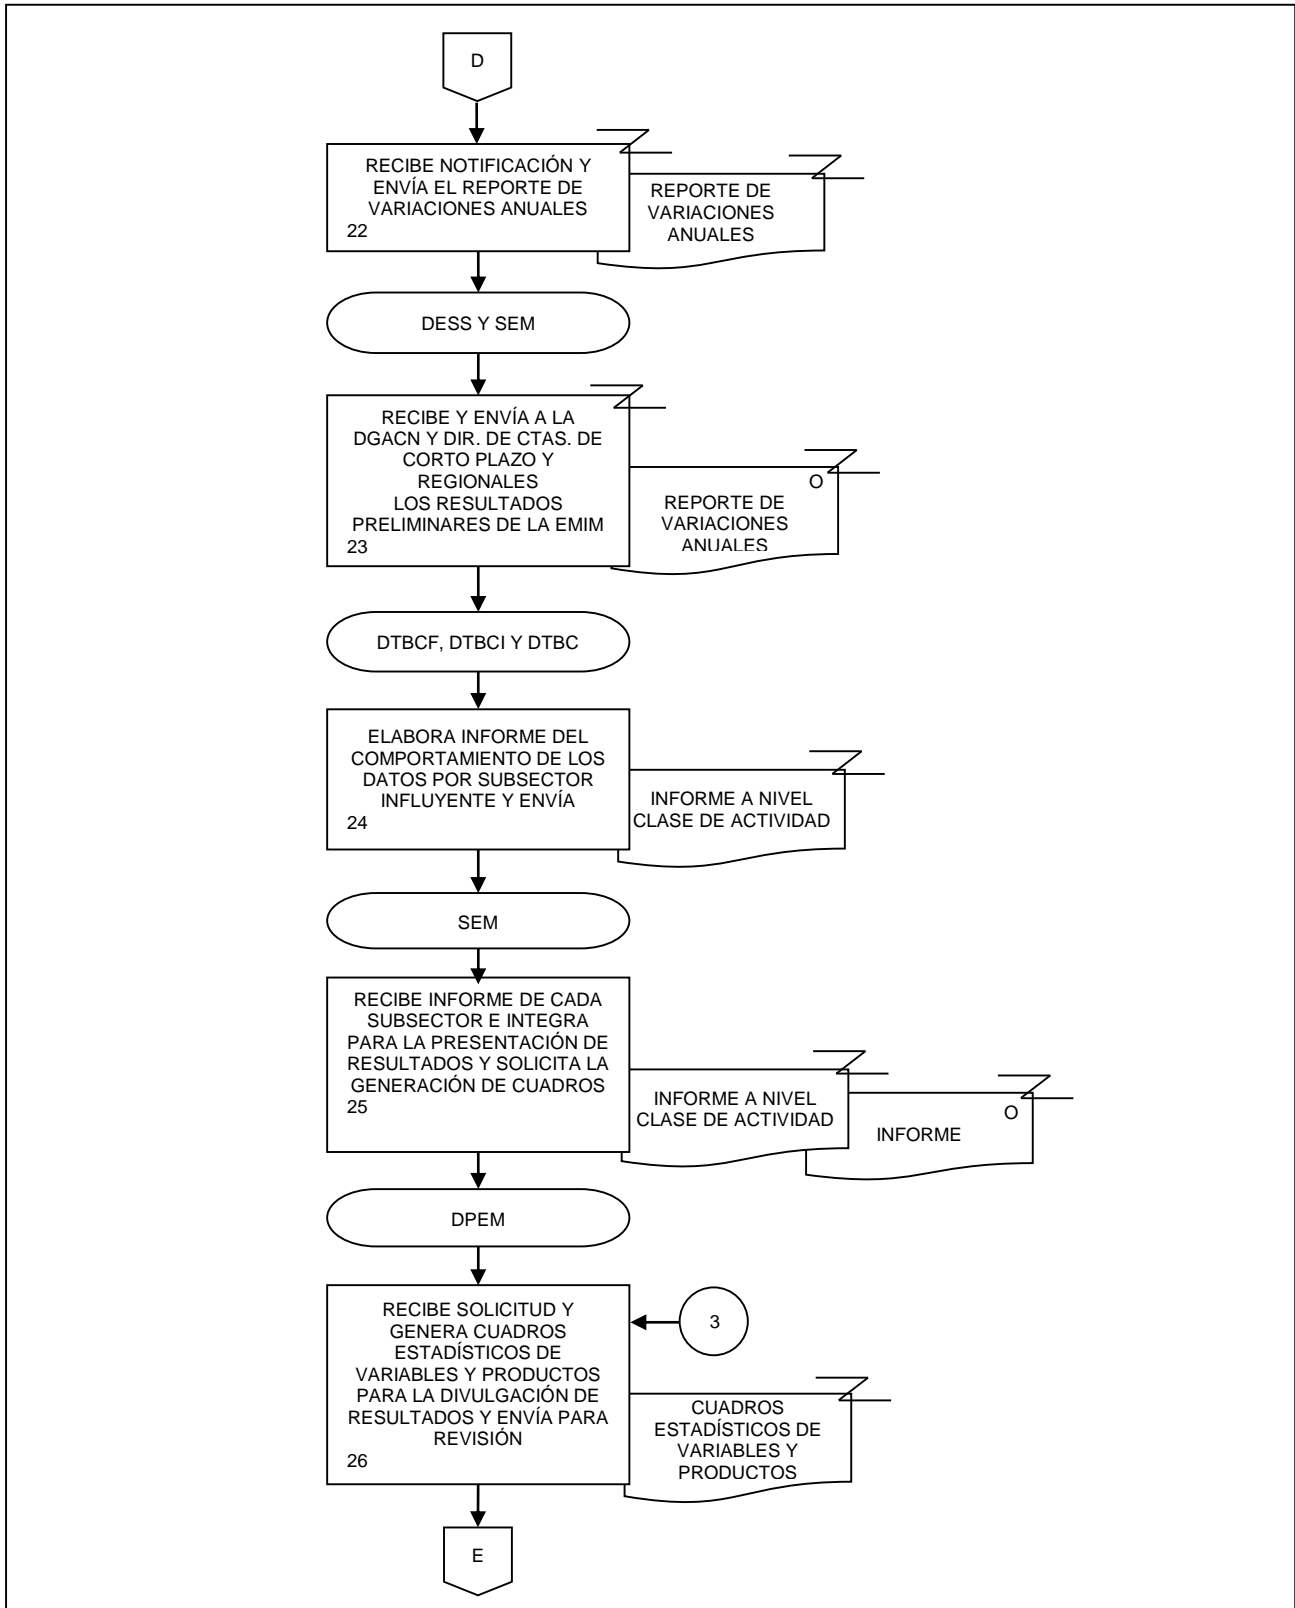 D
RECIBE NOTIFICACIÓN Y
ENVÍA EL REPORTE DE
VARIACIONES ANUALES
22
REPORTE DE
VARIACIONES
ANUALES
DESS Y SEM
RECIBE Y ENVÍA A LA
DGACN Y DIR. DE CTAS. DE
CORTO PLAZO Y
REGIONALES
LOS RESULTADOS
PRELIMINARES DE LA EMIM
23
O
REPORTE DE
VARIACIONES
ANUALES
DTBCF, DTBCI Y DTBC
ELABORA INFORME DEL
COMPORTAMIENTO DE LOS
DATOS POR SUBSECTOR
INFLUYENTE Y ENVÍA
24
INFORME A NIVEL
CLASE DE ACTIVIDAD
SEM
RECIBE INFORME DE CADA
SUBSECTOR E INTEGRA
PARA LA PRESENTACIÓN DE
RESULTADOS Y SOLICITA LA
GENERACIÓN DE CUADROS
25
INFORME A NIVEL
CLASE DE ACTIVIDAD
O
INFORME
DPEM
RECIBE SOLICITUD Y
GENERA CUADROS
ESTADÍSTICOS DE
VARIABLES Y PRODUCTOS
PARA LA DIVULGACIÓN DE
RESULTADOS Y ENVÍA PARA
REVISIÓN
26
3
CUADROS
ESTADÍSTICOS DE
VARIABLES Y
PRODUCTOS
E